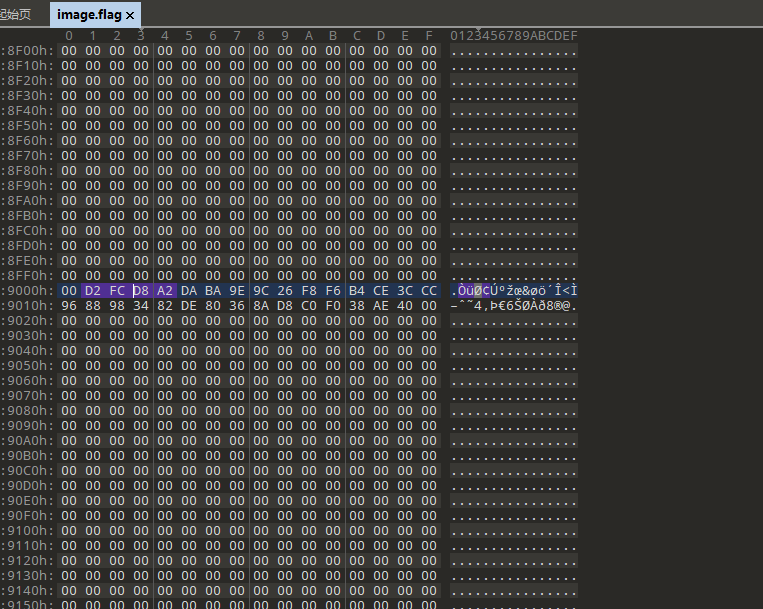 起始页 image.flag ×
0 1 2 3 4 5 6 7 8 9 A B C D E F 0123456789ABCDEF
:8F00h: 00 00 00 00 00 00 00 00 00 00 00 00 00 00 00 00 ................
:8F10h: 00 00 00 00 00 00 00 00 00 00 00 00 00 00 00 00 ................
:8F20h: 00 00 00 00 00 00 00 00 00 00 00 00 00 00 00 00 ................
:8F30h: 00 00 00 00 00 00 00 00 00 00 00 00 00 00 00 00 ................
:8F40h: 00 00 00 00 00 00 00 00 00 00 00 00 00 00 00 00 ................
:8F50h: 00 00 00 00 00 00 00 00 00 00 00 00 00 00 00 00 ................
:8F60h: 00 00 00 00 00 00 00 00 00 00 00 00 00 00 00 00 ................
:8F70h: 00 00 00 00 00 00 00 00 00 00 00 00 00 00 00 00 ................
:8F80h: 00 00 00 00 00 00 00 00 00 00 00 00 00 00 00 00 ................
:8F90h: 00 00 00 00 00 00 00 00 00 00 00 00 00 00 00 00 ................
:8FA0h: 00 00 00 00 00 00 00 00 00 00 00 00 00 00 00 00 ................
:8FB0h: 00 00 00 00 00 00 00 00 00 00 00 00 00 00 00 00 ................
:8FC0h: 00 00 00 00 00 00 00 00 00 00 00 00 00 00 00 00 ................
:8FD0h: 00 00 00 00 00 00 00 00 00 00 00 00 00 00 00 00 ................
:8FE0h: 00 00 00 00 00 00 00 00 00 00 00 00 00 00 00 00 ................
:8FF0h: 00 00 00 00 00 00 00 00 00 00 00 00 00 00 00 00 ................
:9000h: 00 D2 FC D8 A2 DA BA 9E 9C 26 F8 F6 B4 CE 3C CC .ÒüØ¢Úºžœ&øö´Î<Ì
:9010h: 96 88 98 34 82 DE 80 36 8A D8 C0 F0 38 AE 40 00 –ˆ˜4‚Þ€6ŠØÀð8®@.
:9020h: 00 00 00 00 00 00 00 00 00 00 00 00 00 00 00 00 ................
:9030h: 00 00 00 00 00 00 00 00 00 00 00 00 00 00 00 00 ................
:9040h: 00 00 00 00 00 00 00 00 00 00 00 00 00 00 00 00 ................
:9050h: 00 00 00 00 00 00 00 00 00 00 00 00 00 00 00 00 ................
:9060h: 00 00 00 00 00 00 00 00 00 00 00 00 00 00 00 00 ................
:9070h: 00 00 00 00 00 00 00 00 00 00 00 00 00 00 00 00 ................
:9080h: 00 00 00 00 00 00 00 00 00 00 00 00 00 00 00 00 ................
:9090h: 00 00 00 00 00 00 00 00 00 00 00 00 00 00 00 00 ................
:90A0h: 00 00 00 00 00 00 00 00 00 00 00 00 00 00 00 00 ................
:90B0h: 00 00 00 00 00 00 00 00 00 00 00 00 00 00 00 00 ................
:90C0h: 00 00 00 00 00 00 00 00 00 00 00 00 00 00 00 00 ................
:90D0h: 00 00 00 00 00 00 00 00 00 00 00 00 00 00 00 00 ................
:90E0h: 00 00 00 00 00 00 00 00 00 00 00 00 00 00 00 00 ................
:90F0h: 00 00 00 00 00 00 00 00 00 00 00 00 00 00 00 00 ................
:9100h: 00 00 00 00 00 00 00 00 00 00 00 00 00 00 00 00 ................
:9110h: 00 00 00 00 00 00 00 00 00 00 00 00 00 00 00 00 ................
:9120h: 00 00 00 00 00 00 00 00 00 00 00 00 00 00 00 00 ................
:9130h: 00 00 00 00 00 00 00 00 00 00 00 00 00 00 00 00 ................
:9140h: 00 00 00 00 00 00 00 00 00 00 00 00 00 00 00 00 ................
:9150h: 00 00 00 00 00 00 00 00 00 00 00 00 00 00 00 00 ................